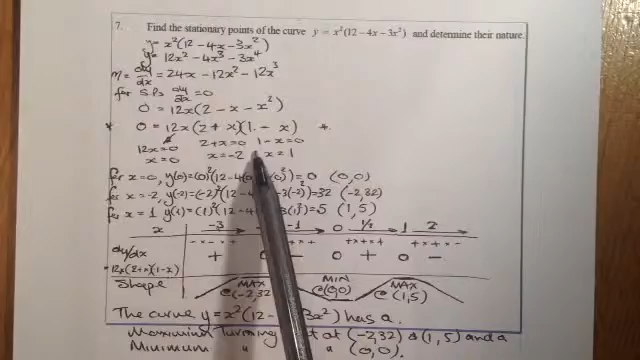 7. Find the stationary points of the curve y = x²(12 − 4x − 3x²) and determine their nature.
y = x²(12 − 4x − 3x²)
y = 12x² − 4x³ − 3x⁴
m = dy/dx = 24x − 12x² − 12x³
for S.P.s dy/dx = 0
0 = 12x(2 − x − x²)
* 0 = 12x(2 + x)(1 − x) *
12x = 0 2 + x = 0 1 − x = 0
x = 0 x = −2 x = 1
for x = 0, y(0) = (0)²(12 − 4(0) (0)²) = 0 (0,0)
for x = −2, y(−2) = (−2)²(12 − 4 −3(−2)²) = 32 (−2,32)
for x = 1 y(1) = (1)²(12 − 4(1) 3(1)²) = 5 (1,5)
x −3 → −1 0 1/2 1 2 →
− × − × + + × + × + + × + × −
dy/dx + 0 − 0 + 0 −
= 12x(2+x)(1−x)
Shape MAX @(−2,32 MIN @(0,0) MAX @(1,5)
The curve y = x²(12 − 3x²) has a
Maximum Turning at (−2,32) & (1,5) and a
Minimum " " " (0,0).